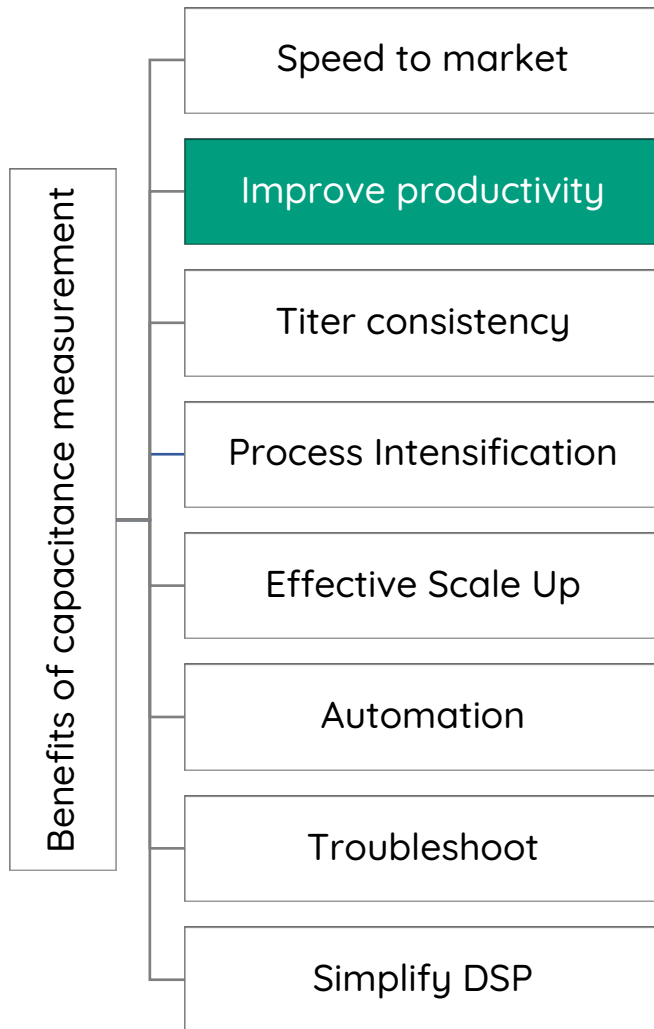 Benefits of capacitance measurement
Speed to market
Improve productivity
Titer consistency
Process Intensification
Effective Scale Up
Automation
Troubleshoot
Simplify DSP